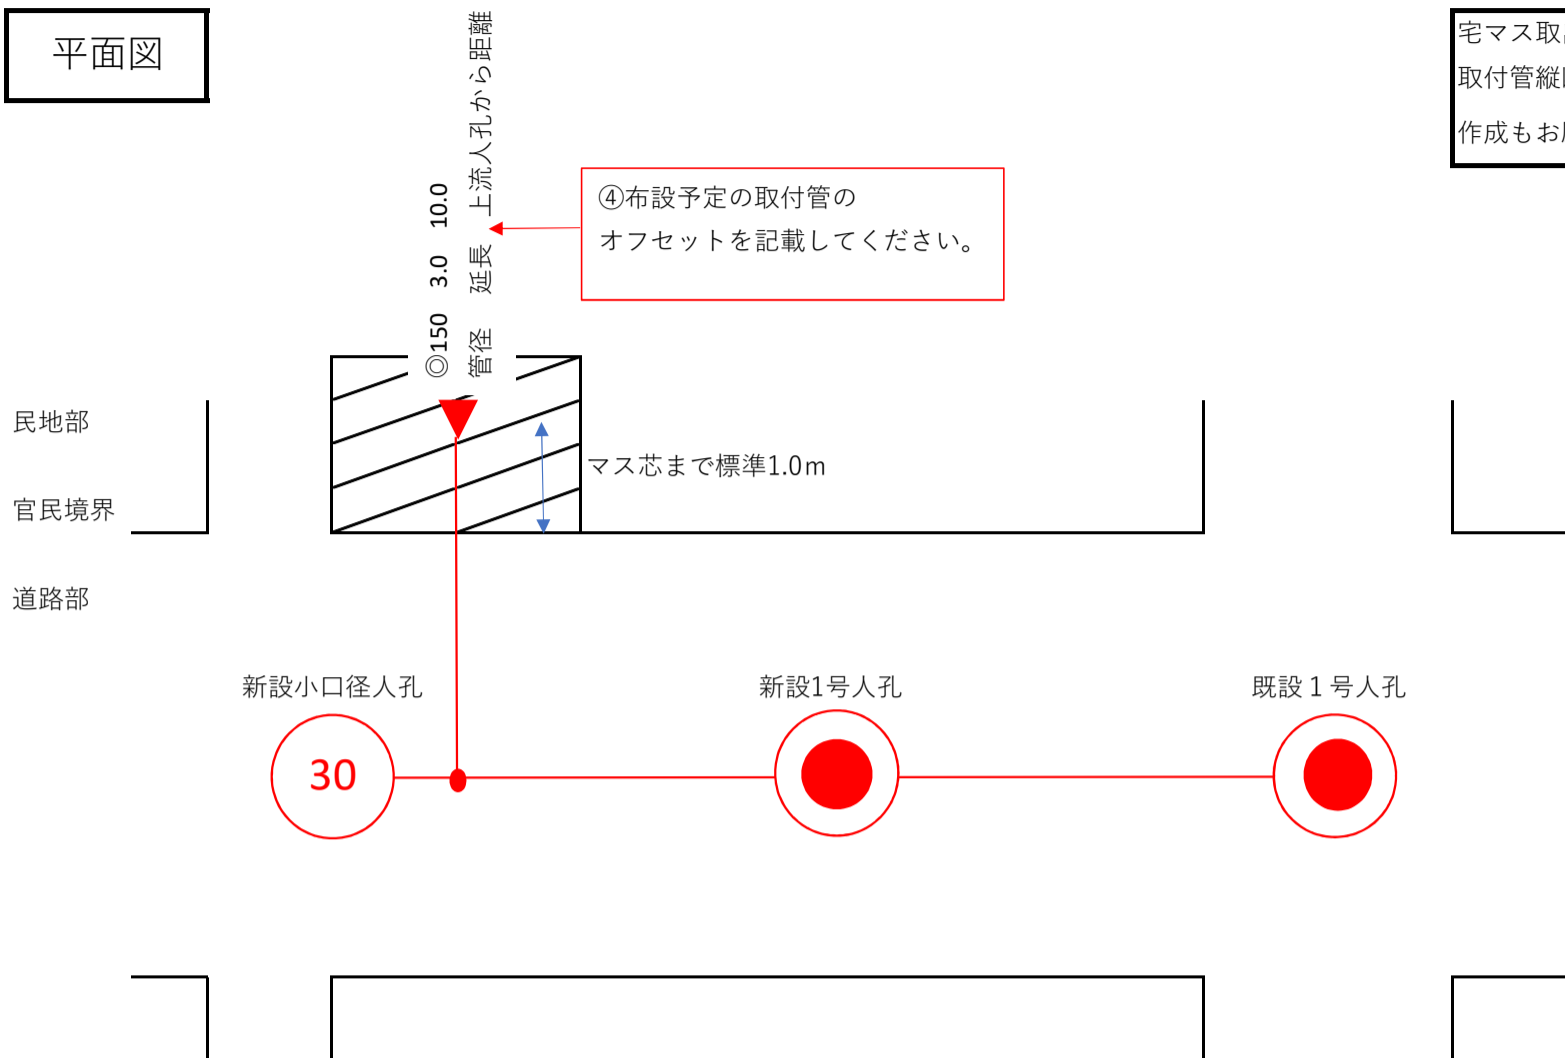 平面図
宅マス取
取付管縦
作成もお
上流人孔から距離
延長
管径
◎150 3.0 10.0
④布設予定の取付管の
オフセットを記載してください。
民地部
マス芯まで標準1.0m
官民境界
道路部
新設小口径人孔
新設1号人孔
既設１号人孔
30